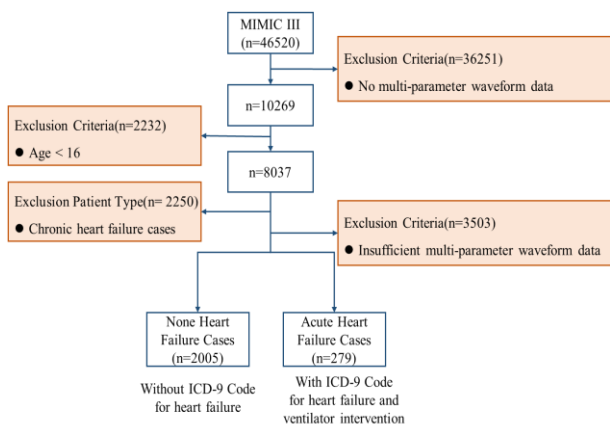 MIMIC III
(n=46520)
Exclusion Criteria(n=36251)
● No multi-parameter waveform data
n=10269
Exclusion Criteria(n=2232)
● Age < 16
n=8037
Exclusion Patient Type(n= 2250)
● Chronic heart failure cases
Exclusion Criteria(n=3503)
● Insufficient multi-parameter waveform data
None Heart
Failure Cases
(n=2005)
Acute Heart
Failure Cases
(n=279)
Without ICD-9 Code
for heart failure
With ICD-9 Code
for heart failure and
ventilator intervention